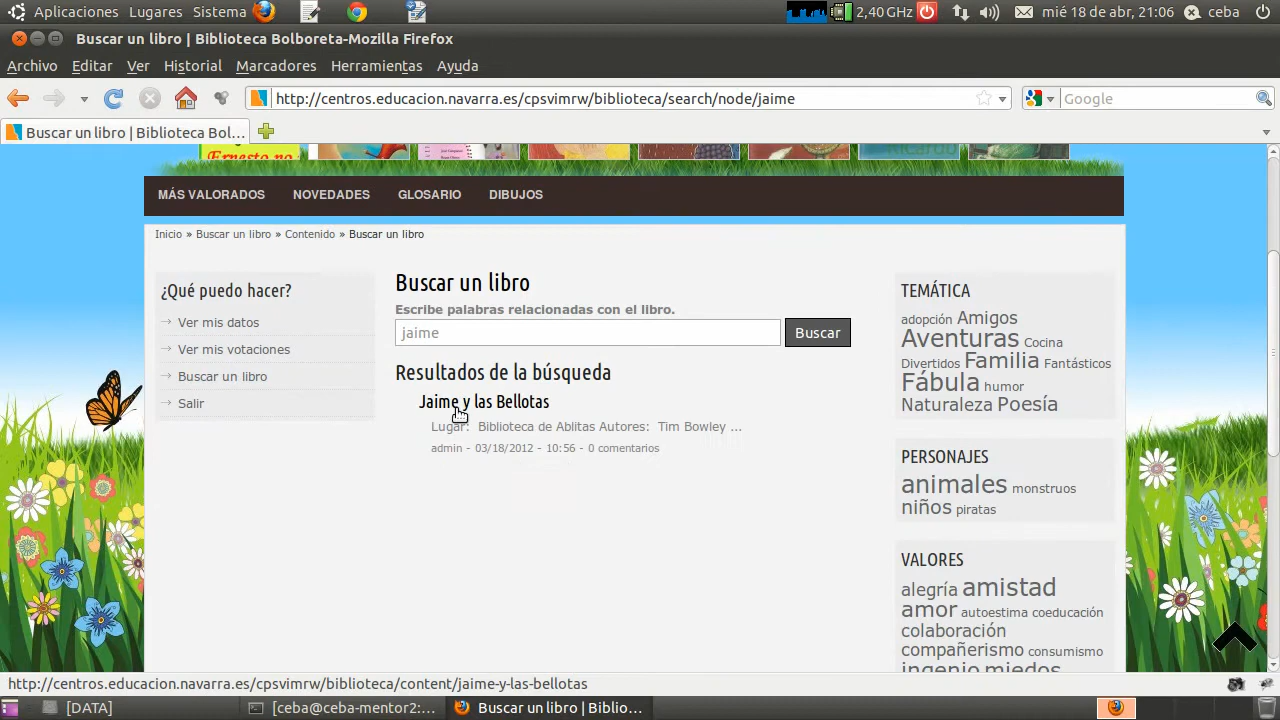 Aplicaciones Lugares Sistema 2,40 GHz mié 18 de abr, 21:06 ceba
Buscar un libro | Biblioteca Bolboreta-Mozilla Firefox
Archivo Editar Ver Historial Marcadores Herramientas Ayuda
http://centros.educacion.navarra.es/cpsvimrw/biblioteca/search/node/jaime Google
Buscar un libro | Biblioteca Bol...
Ernesto no
MÁS VALORADOS NOVEDADES GLOSARIO DIBUJOS
Inicio » Buscar un libro » Contenido » Buscar un libro
¿Qué puedo hacer?
Ver mis datos
Ver mis votaciones
Buscar un libro
Salir
Buscar un libro
Escribe palabras relacionadas con el libro.
jaime Buscar
Resultados de la búsqueda
Jaime y las Bellotas
Lugar: Biblioteca de Ablitas Autores: Tim Bowley ...
admin - 03/18/2012 - 10:56 - 0 comentarios
TEMÁTICA
adopción Amigos
Aventuras Cocina
Divertidos Familia Fantásticos
Fábula humor
Naturaleza Poesía
PERSONAJES
animales monstruos
niños piratas
VALORES
alegría amistad
amor autoestima coeducación
colaboración
compañerismo consumismo
ingenio miedos
http://centros.educacion.navarra.es/cpsvimrw/biblioteca/content/jaime-y-las-bellotas
[DATA] [ceba@ceba-mentor2:... Buscar un libro | Biblio...